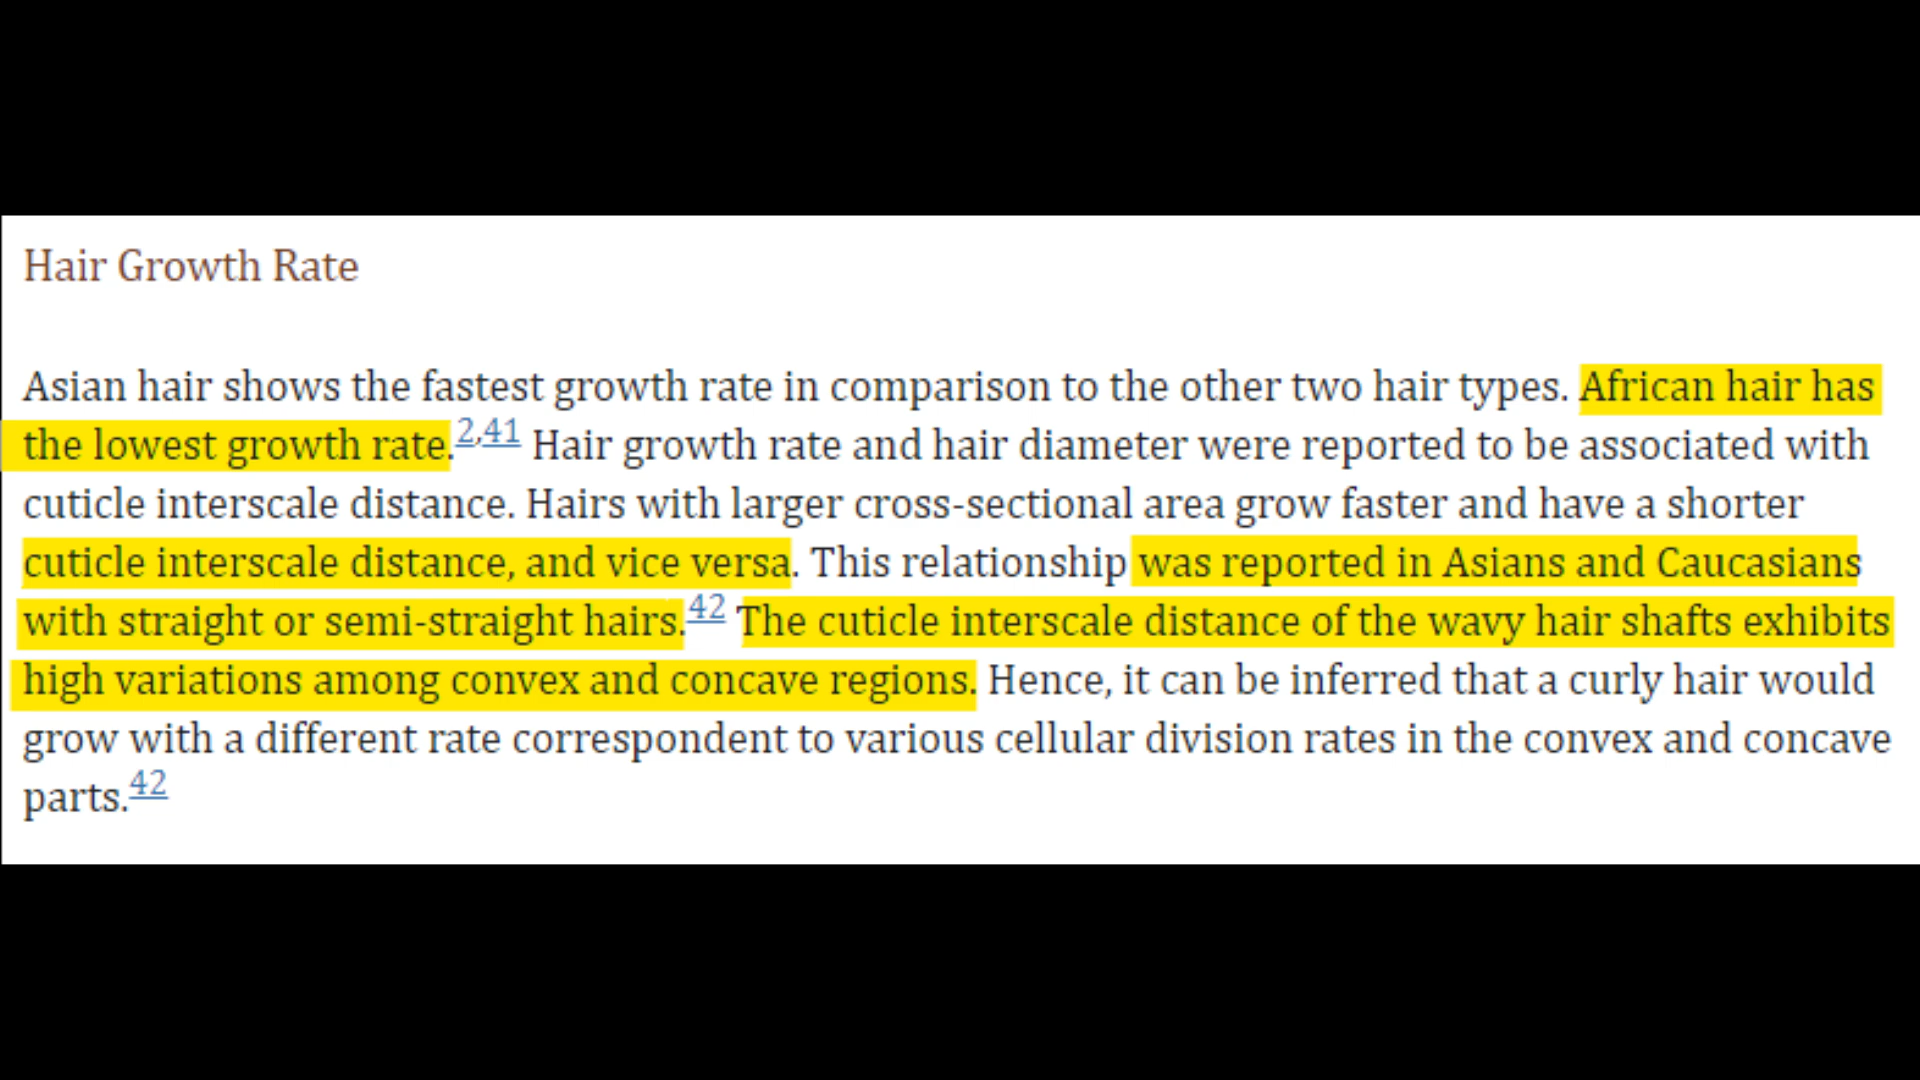 Hair Growth Rate
Asian hair shows the fastest growth rate in comparison to the other two hair types. African hair has
the lowest growth rate.2,41 Hair growth rate and hair diameter were reported to be associated with
cuticle interscale distance. Hairs with larger cross-sectional area grow faster and have a shorter
cuticle interscale distance, and vice versa. This relationship was reported in Asians and Caucasians
with straight or semi-straight hairs.42 The cuticle interscale distance of the wavy hair shafts exhibits
high variations among convex and concave regions. Hence, it can be inferred that a curly hair would
grow with a different rate correspondent to various cellular division rates in the convex and concave
parts.42